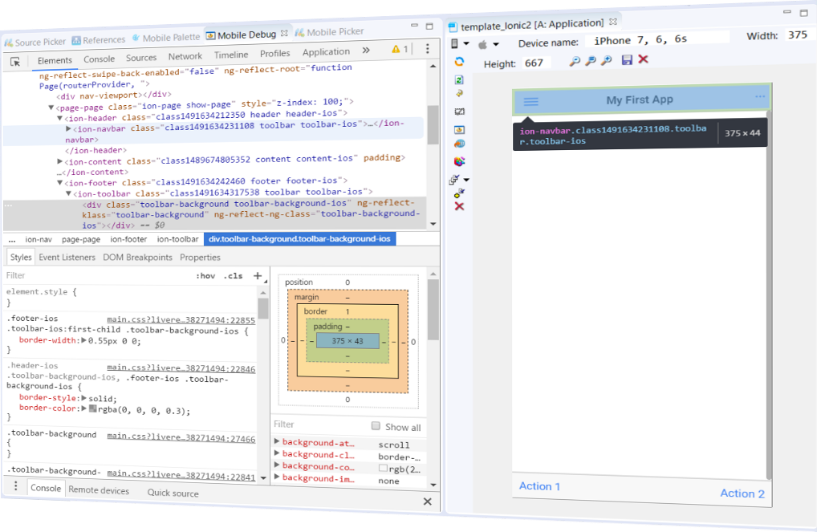 Source Picker References Mobile Palette Mobile Debug Mobile Picker
Elements Console Sources Network Timeline Profiles Application » 1
ng-reflect-swipe-back-enabled="false" ng-reflect-root="function
Page(routerProvider, ">
<div nav-viewport></div>
▼<page-page class="ion-page show-page" style="z-index: 100;">
▼<ion-header class="class1491634212350 header header-ios">
▶<ion-navbar class="class1491634231108 toolbar toolbar-ios">…</ion-
navbar>
</ion-header>
▶<ion-content class="class1489674805352 content content-ios" padding>
…</ion-content>
▼<ion-footer class="class1491634242460 footer footer-ios">
▼<ion-toolbar class="class1491634317538 toolbar toolbar-ios">
<div class="toolbar-background toolbar-background-ios" ng-reflect-
klass="toolbar-background" ng-reflect-ng-class="toolbar-background-
ios"></div> == $0
... ion-nav page-page ion-footer ion-toolbar div.toolbar-background.toolbar-background-ios
Styles Event Listeners DOM Breakpoints Properties
Filter :hov .cls +
element.style {
}
.footer-ios main.css?livere…38271494:22855
.toolbar-ios:first-child .toolbar-background-ios {
border-width:▶0.55px 0 0;
}
.header-ios main.css?livere…38271494:22846
.toolbar-background-ios, .footer-ios .toolbar-
background-ios {
border-style:▶solid;
border-color:▶rgba(0, 0, 0, 0.3);
}
.toolbar-background main.css?livere…38271494:27466
{
}
.toolbar-background- main.css?livere…38271494:22841
position 0
margin –
border 1
padding –
0 – – – 375 × 43 – – – 0
–
–
–
0
Filter Show all
▶background-at… scroll
▶background-cl… border-…
▶background-co… rgb(2…
▶background-im… none
Console Remote devices Quick source
template_Ionic2 [A: Application]
Device name: iPhone 7, 6, 6s Width: 375
Height: 667
My First App
ion-navbar.class1491634231108.toolba
r.toolbar-ios 375 × 44
Action 1 Action 2